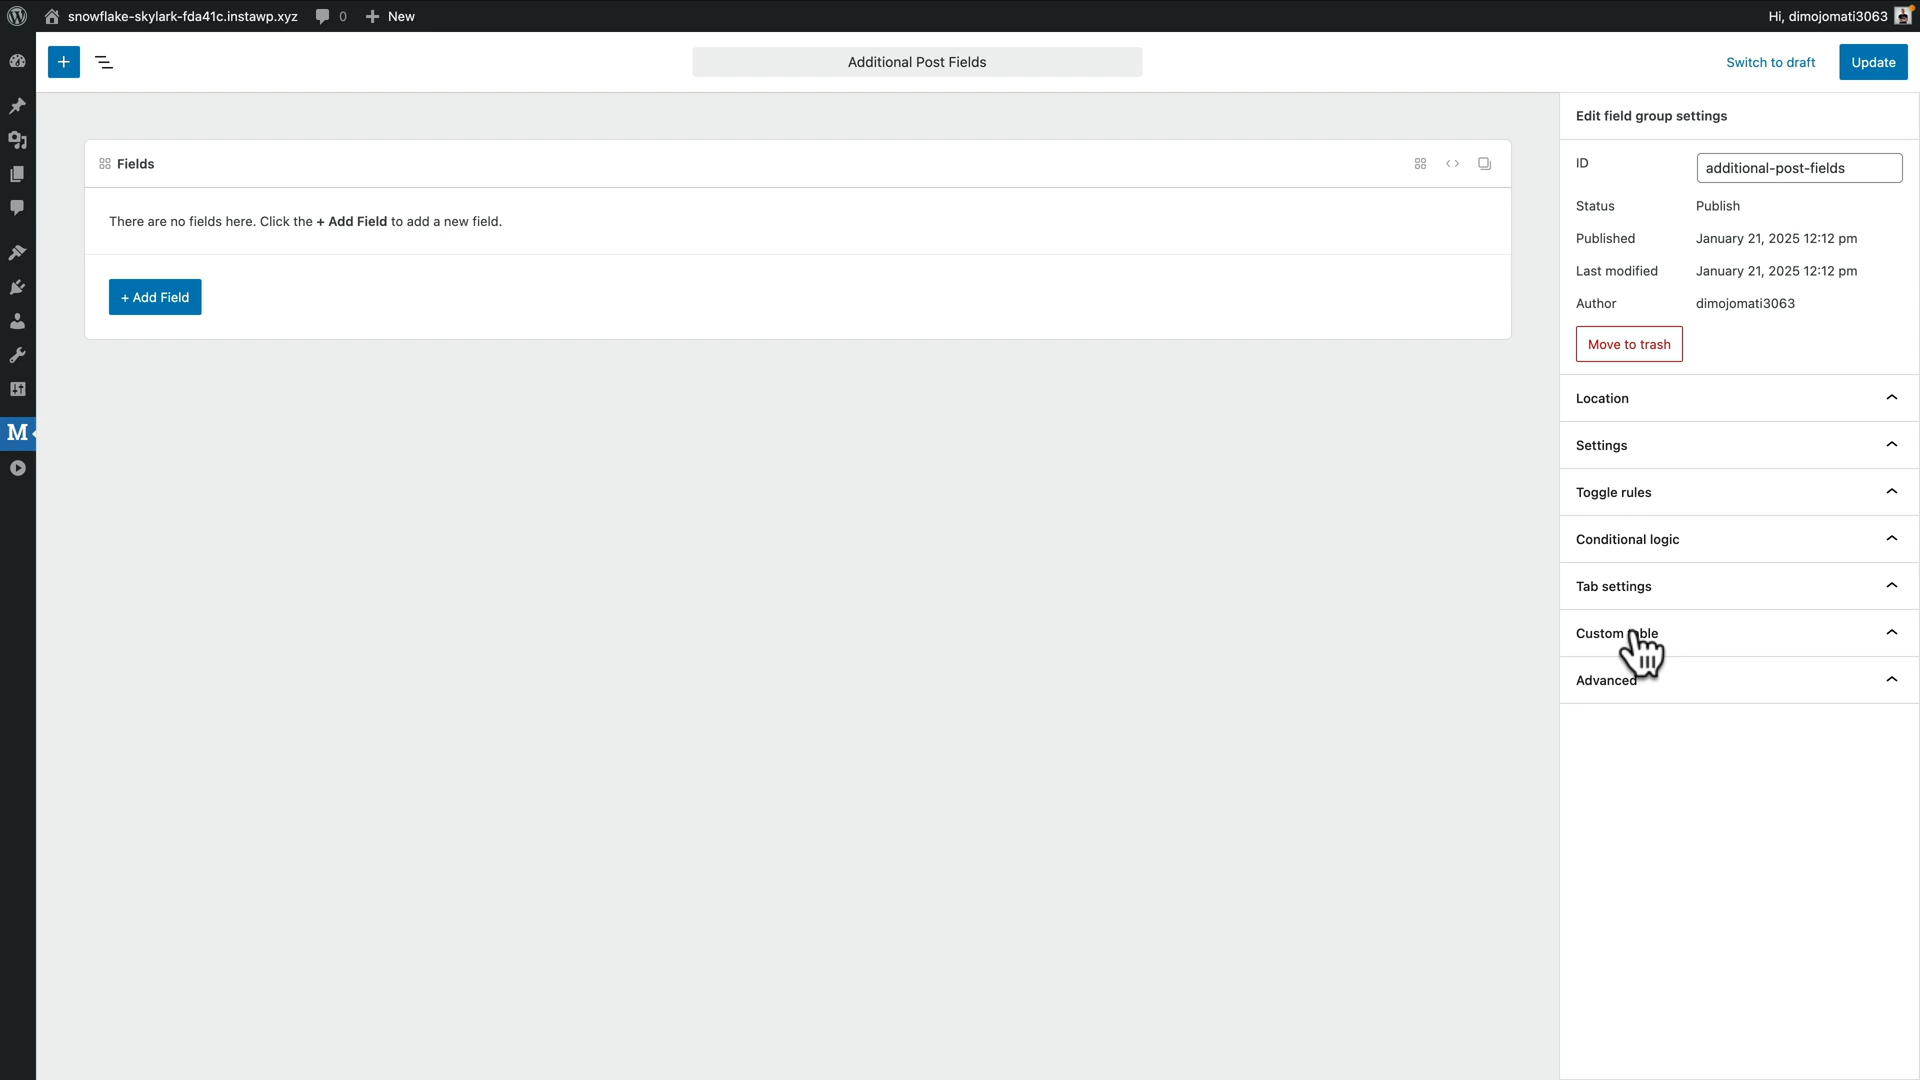 snowflake-skylark-fda41c.instawp.xyz
0
New
Hi, dimojomati3063
Additional Post Fields
Switch to draft
Update
Fields
There are no fields here. Click the + Add Field to add a new field.
+ Add Field
Edit field group settings
ID
additional-post-fields
Status
Publish
Published
January 21, 2025 12:12 pm
Last modified
January 21, 2025 12:12 pm
Author
dimojomati3063
Move to trash
Location
Settings
Toggle rules
Conditional logic
Tab settings
Custom
Advanced
M